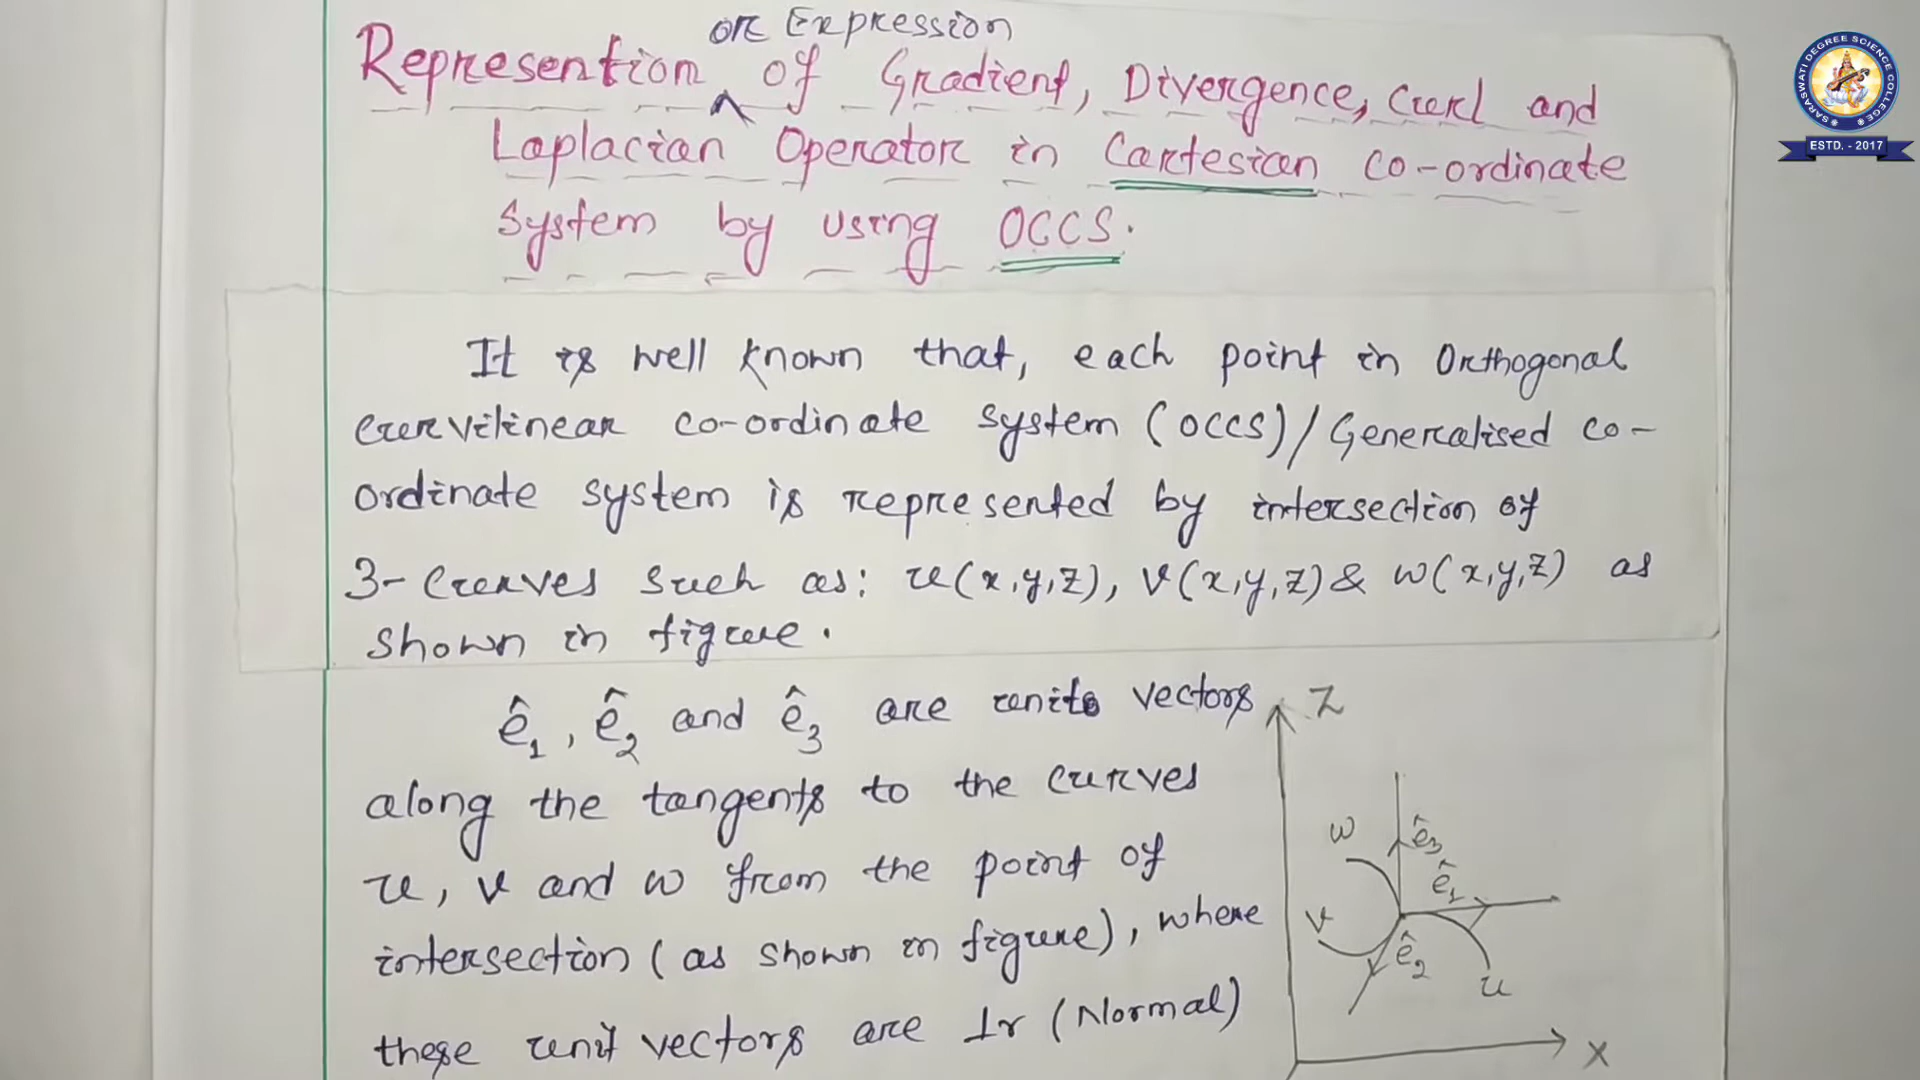 or Expression
Represention of Gradient, Divergence, Curl and
Laplacian Operator in Cartesian co-ordinate
system by using OCCS.
It is well known that, each point in Orthogonal
curvilinear co-ordinate system (OCCS)/Generalised co-
ordinate system is represented by intersection of
3-Curves such as: u(x,y,z), v(x,y,z) & w(x,y,z) as
shown in figure.
ê₁, ê₂ and ê₃ are unit vectors
along the tangents to the curves
u, v and w from the point of
intersection (as shown in figure), where
these unit vectors are ⊥r (Normal)
Z
w
ê₃
ê₁
v
ê₂
u
X
SARASWATI DEGREE SCIENCE COLLEGE
ESTD. - 2017